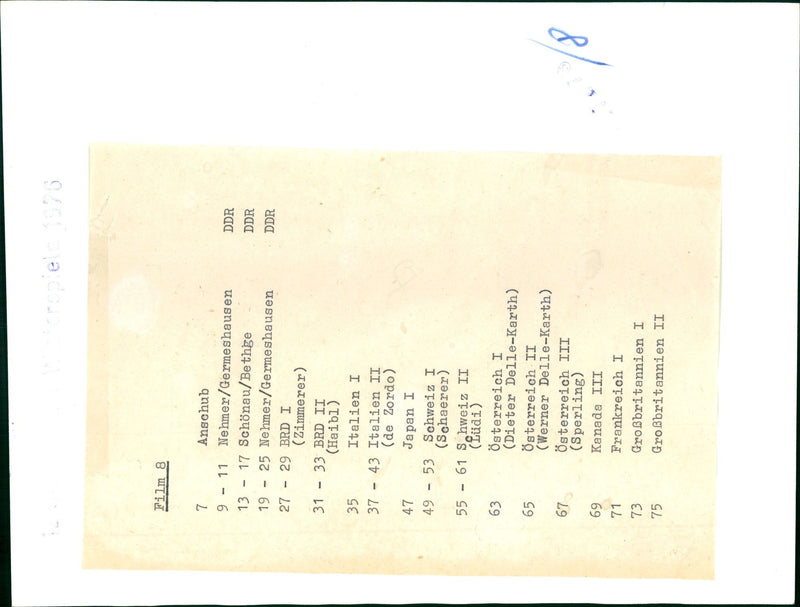 8
Film 8
7 Anschub
9 - 11 Nehmer/Germeshausen DDR
13 - 17 Schönau/Bethge DDR
19 - 25 Nehmer/Germeshausen DDR
27 - 29 BRD I
(Zimmerer)
31 - 33 BRD II
(Haibl)
35 Italien I
37 - 43 Italien II
(de Zordo)
47 Japan I
49 - 53 Schweiz I
(Schaerer)
55 - 61 Schweiz II
(Lüdi)
63 Österreich I
(Dieter Delle-Karth)
65 Österreich II
(Werner Delle-Karth)
67 Österreich III
(Sperling)
69 Kanada III
71 Frankreich I
73 Großbritannien I
75 Großbritannien II
1976